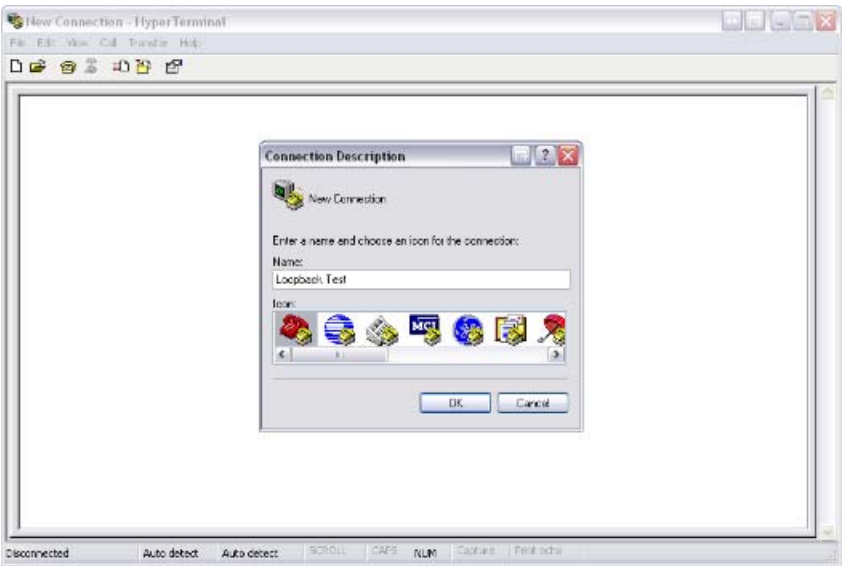 New Connection - HyperTerminal
File Edit View Call Transfer Help
Connection Description
New Connection
Enter a name and choose an icon for the connection:
Name:
Loopback Test
Icon:
MCI
OK Cancel
Disconnected Auto detect Auto detect SCROLL CAPS NUM Capture Print echo